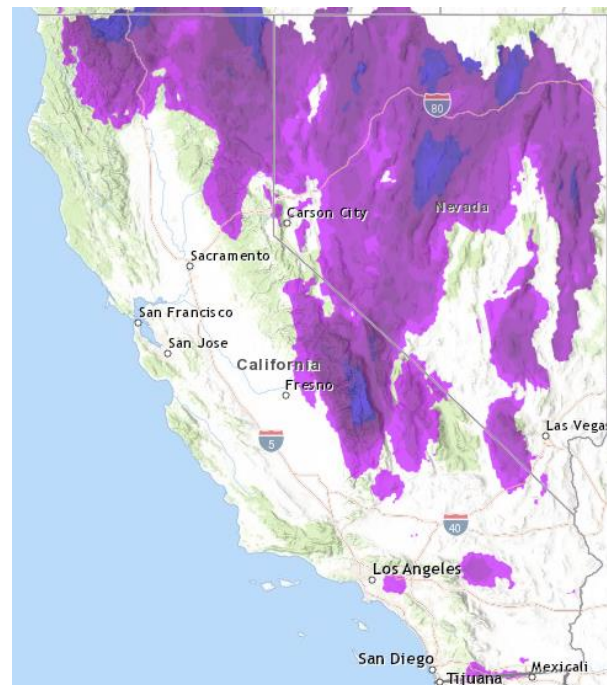 80
Carson City
Nevada
Sacramento
San Francisco
San Jose
California
Fresno
5
Las Vegas
40
Los Angeles
San Diego
Mexicali
Tijuana